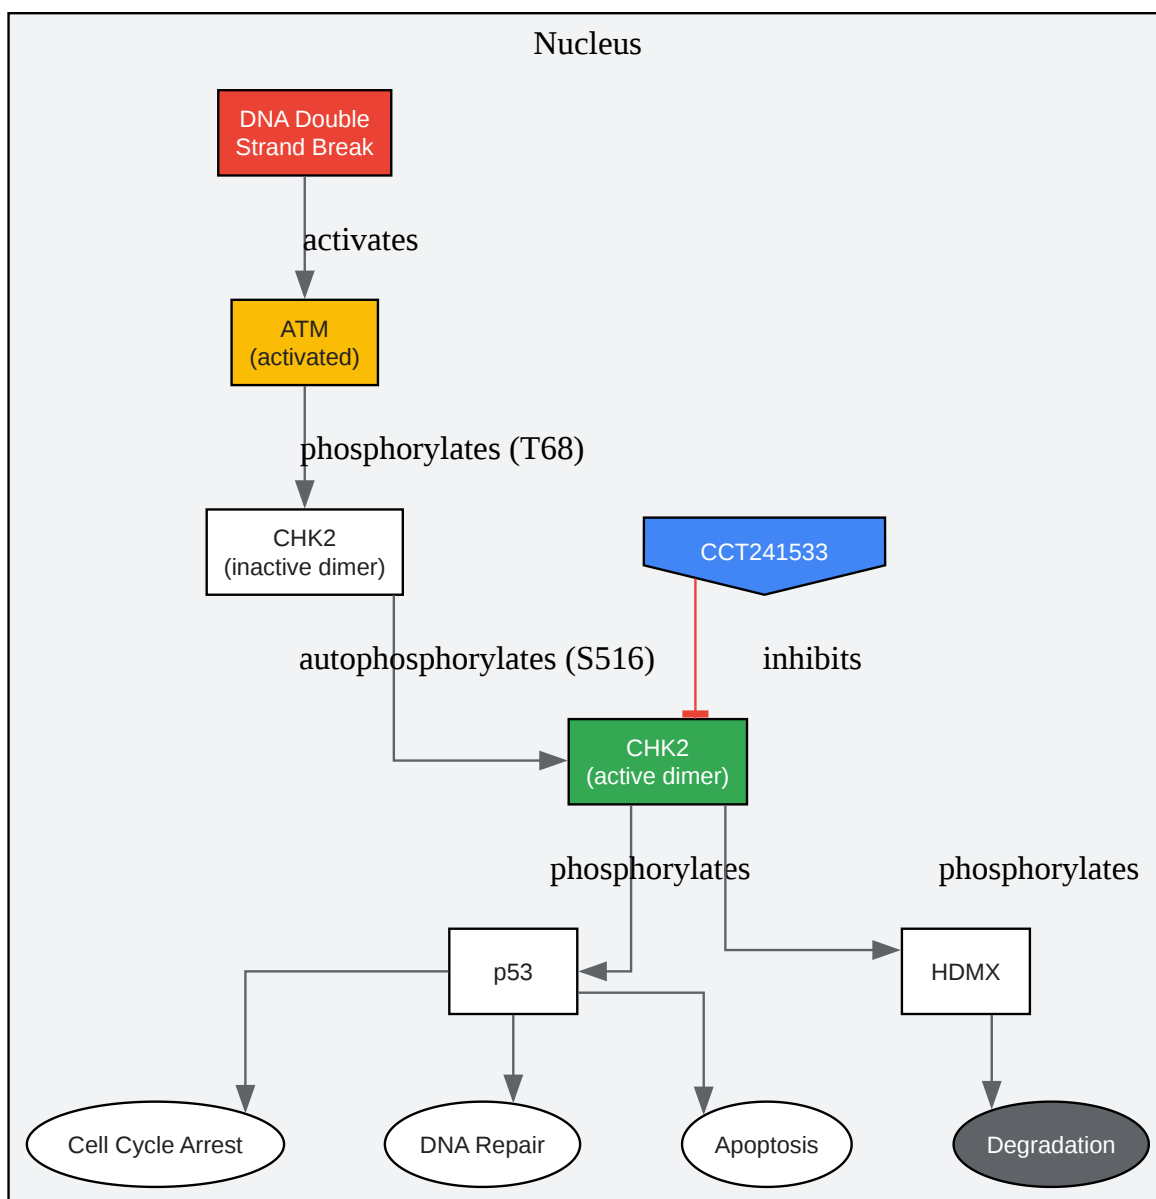 Nucleus
DNA Double
Strand Break
activates
ATM
(activated)
phosphorylates (T68)
CHK2
(inactive dimer)
CCT241533
autophosphorylates (S516)
inhibits
CHK2
(active dimer)
phosphorylates
phosphorylates
p53
HDMX
Cell Cycle Arrest
DNA Repair
Apoptosis
Degradation